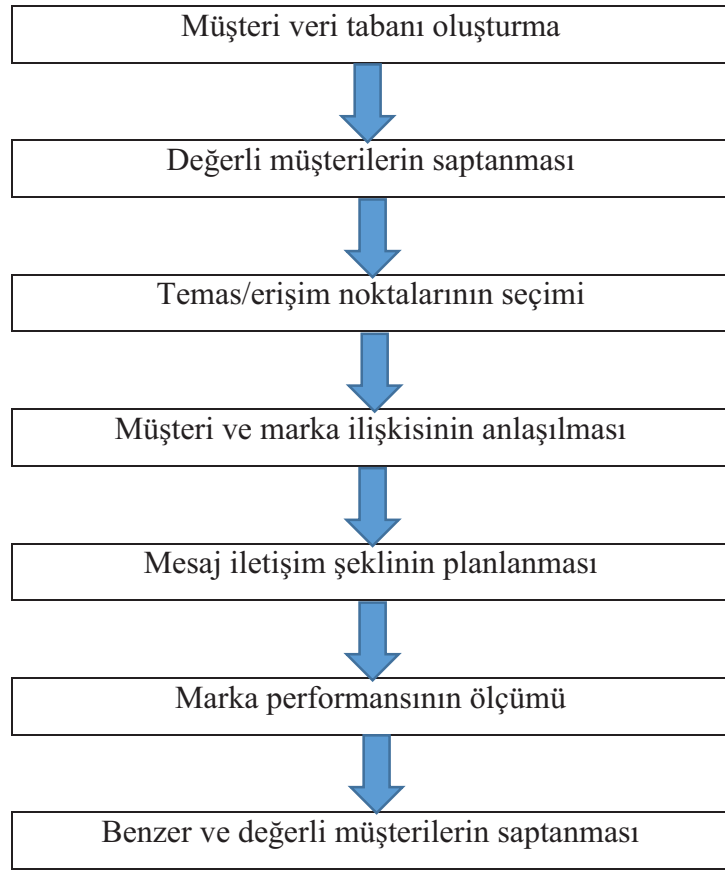 Müşteri veri tabanı oluşturma
Değerli müşterilerin saptanması
Temas/erişim noktalarının seçimi
Müşteri ve marka ilişkisinin anlaşılması
Mesaj iletişim şeklinin planlanması
Marka performansının ölçümü
Benzer ve değerli müşterilerin saptanması